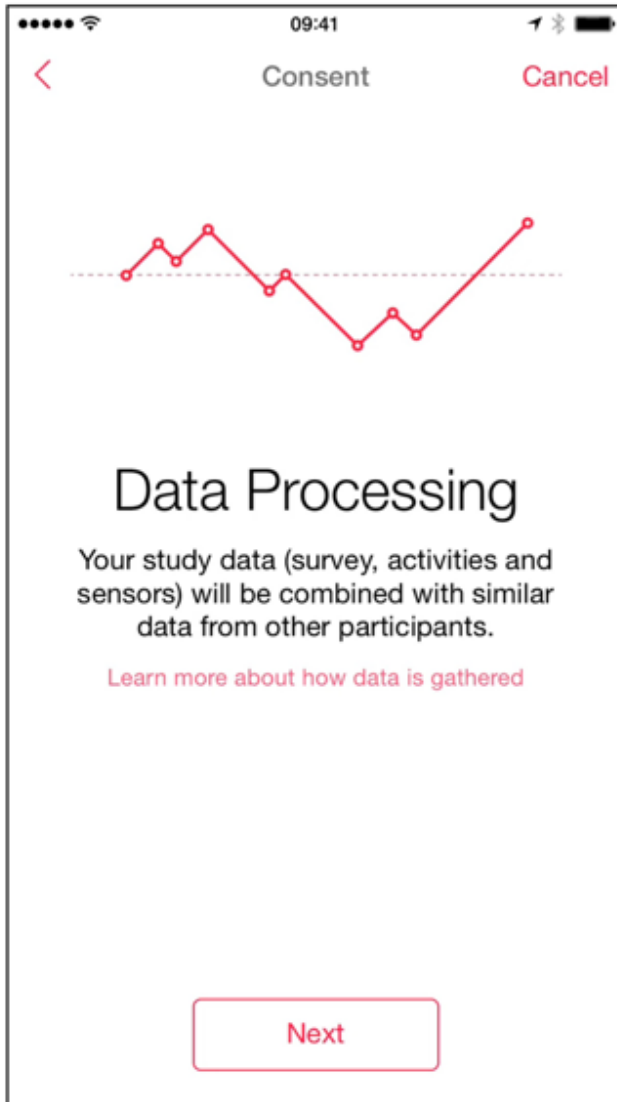 09:41
Consent
Cancel
Data Processing
Your study data (survey, activities and
sensors) will be combined with similar
data from other participants.
Learn more about how data is gathered
Next